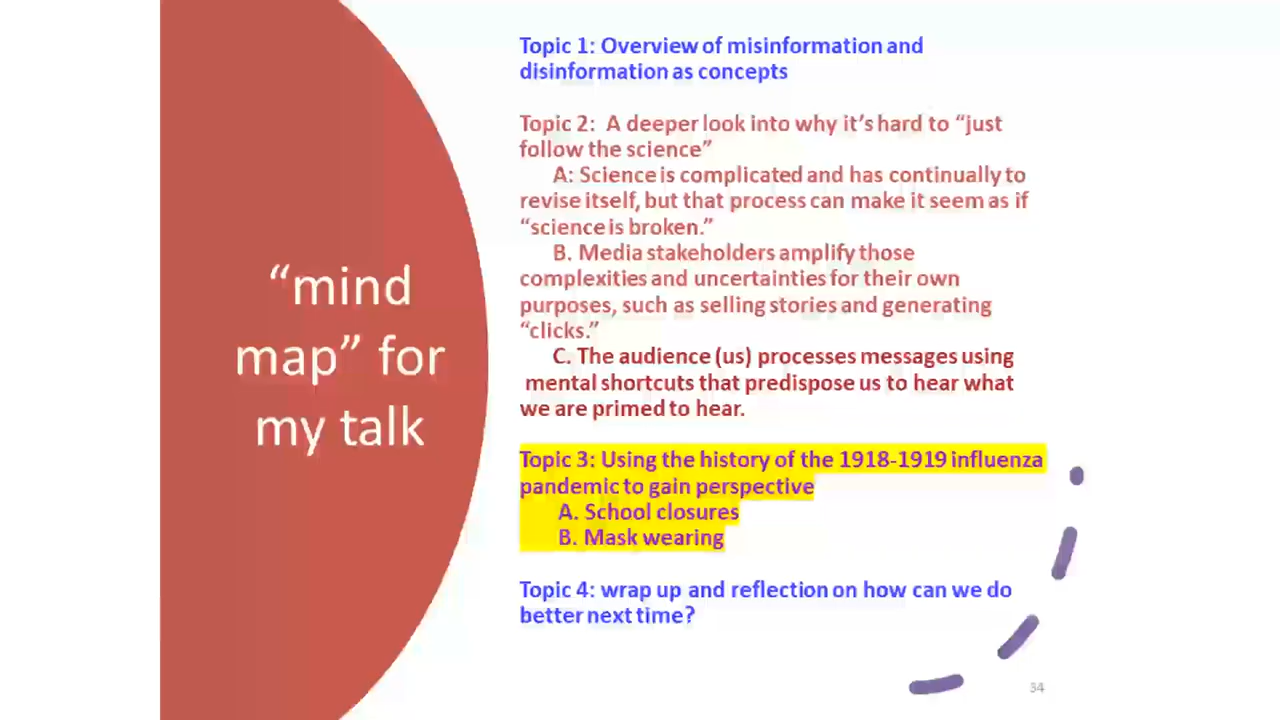 “mind
map” for
my talk
Topic 1: Overview of misinformation and
disinformation as concepts
Topic 2:  A deeper look into why it’s hard to “just
follow the science”
A: Science is complicated and has continually to
revise itself, but that process can make it seem as if
“science is broken.”
B. Media stakeholders amplify those
complexities and uncertainties for their own
purposes, such as selling stories and generating
“clicks.”
C. The audience (us) processes messages using
mental shortcuts that predispose us to hear what
we are primed to hear.
Topic 3: Using the history of the 1918-1919 influenza
pandemic to gain perspective
A. School closures
B. Mask wearing
Topic 4: wrap up and reflection on how can we do
better next time?
34